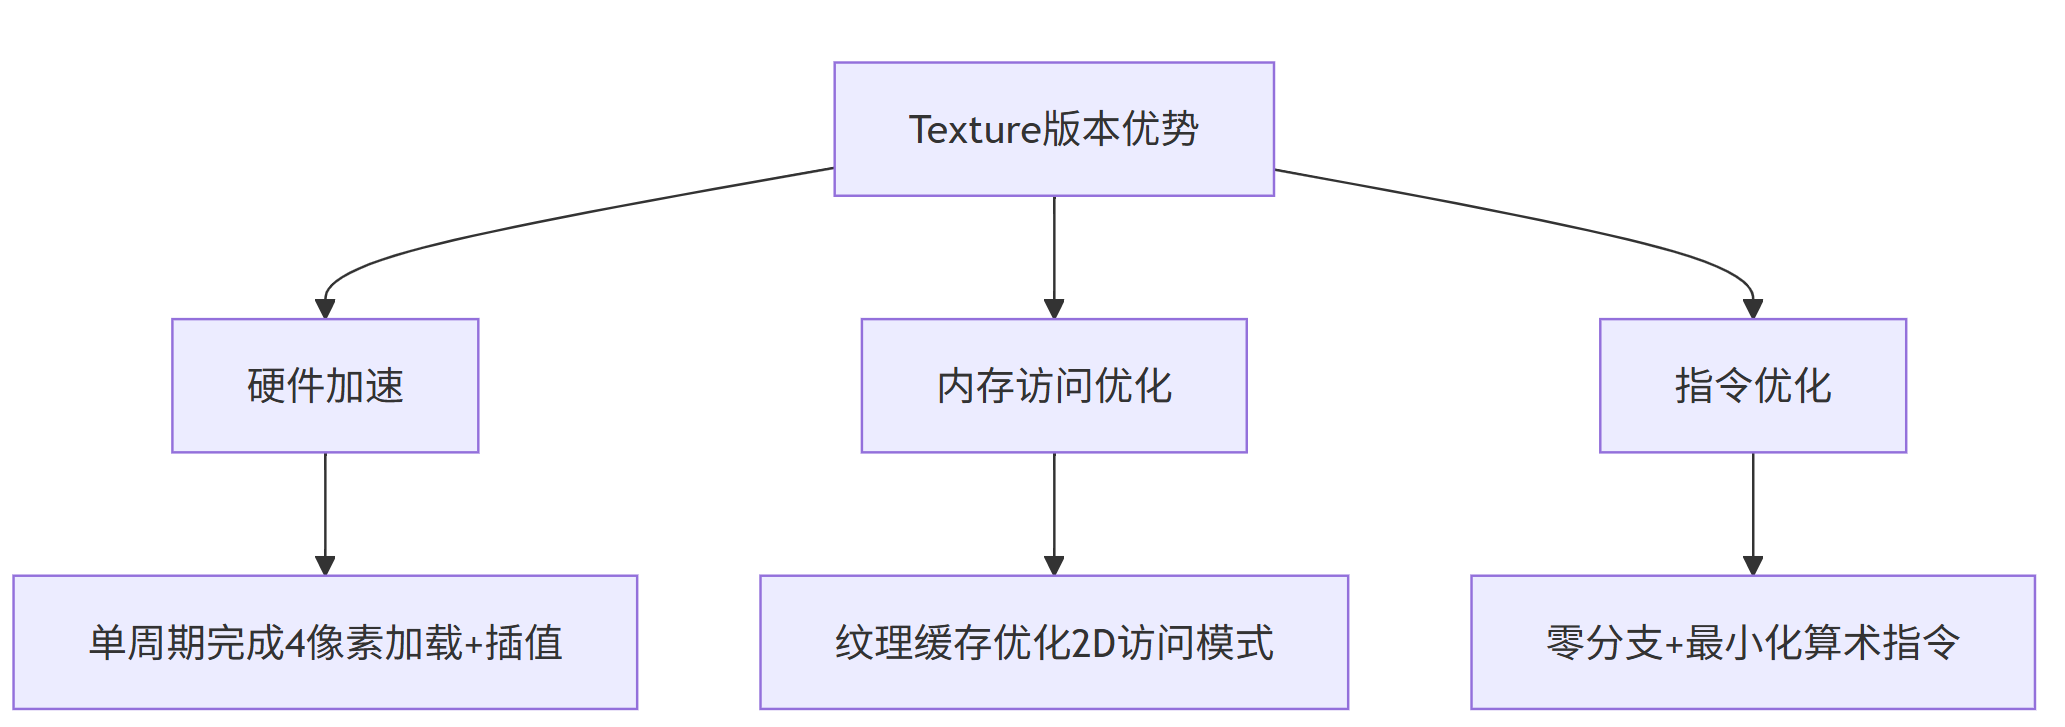 Texture版本优势
硬件加速
内存访问优化
指令优化
单周期完成4像素加载+插值
纹理缓存优化2D访问模式
零分支+最小化算术指令